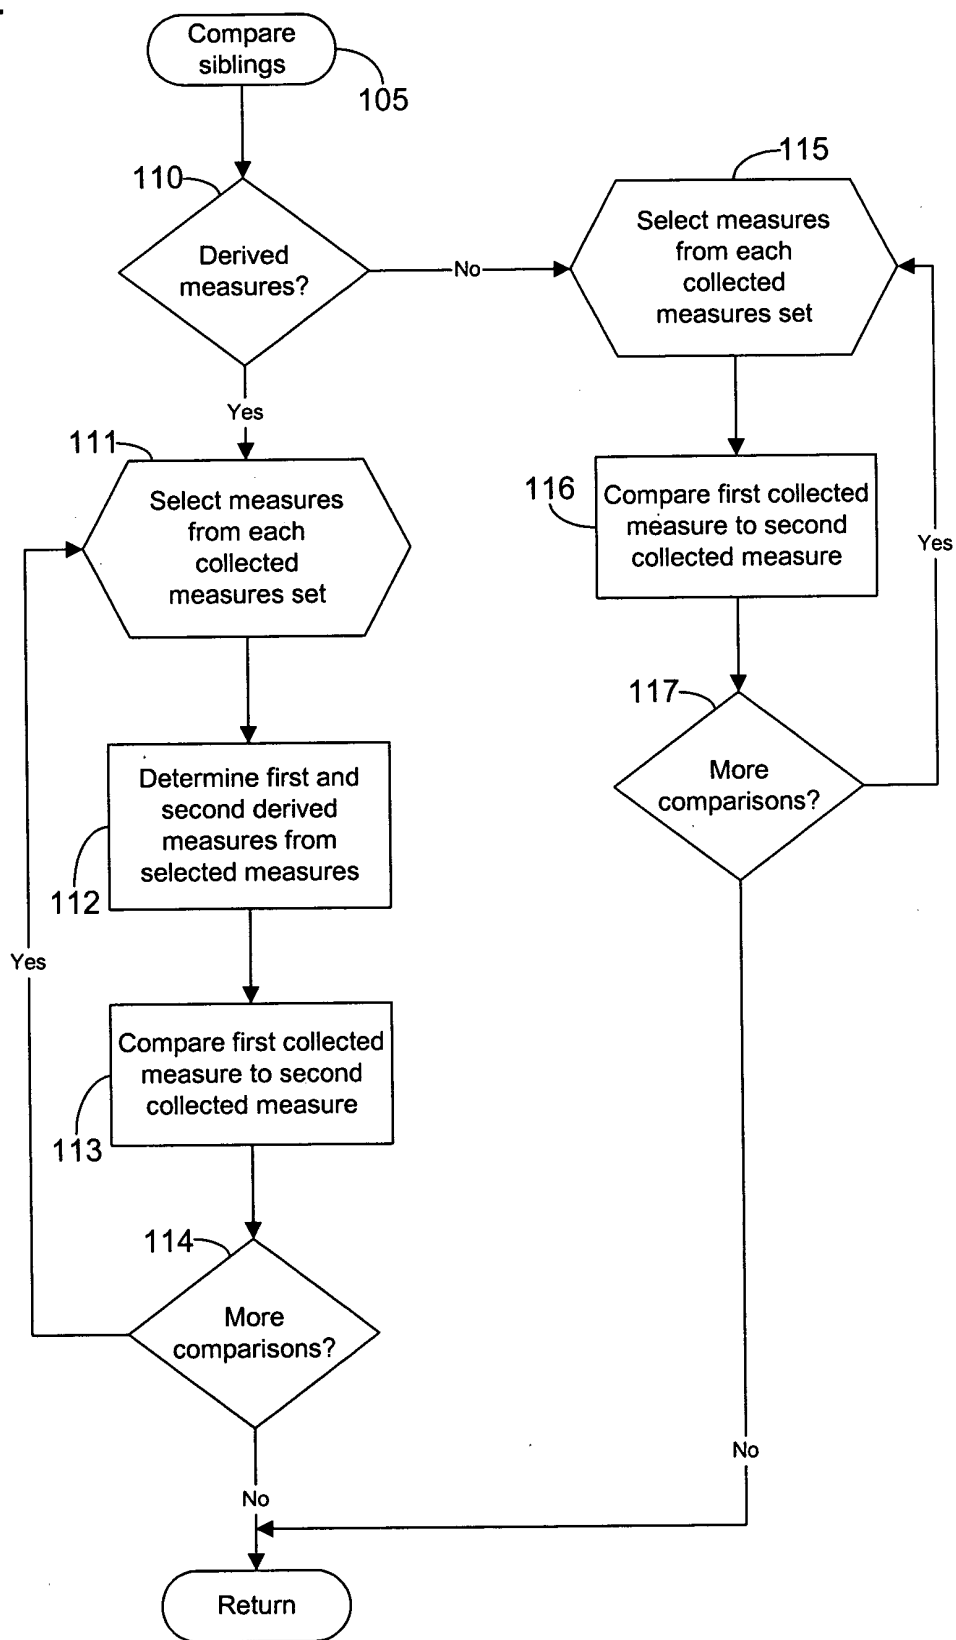 Compare
siblings
105
110
Derived
measures?
No
115
Select measures
from each
collected
measures set
Yes
111
Select measures
from each
collected
measures set
116
Compare first collected
measure to second
collected measure
Yes
117
More
comparisons?
Determine first and
second derived
measures from
selected measures
112
Yes
Compare first collected
measure to second
collected measure
113
114
More
comparisons?
No
No
Return